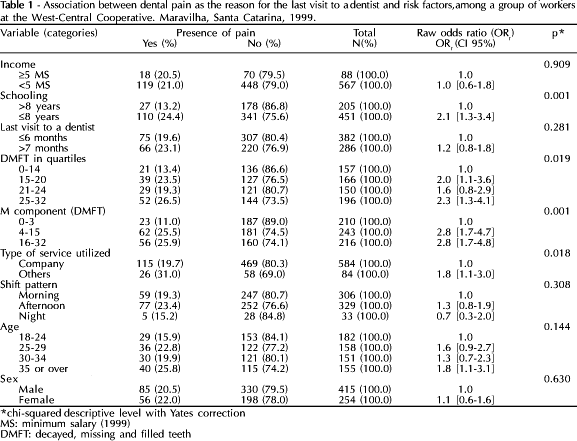 Table 1 - Association between dental pain as the reason for the last visit to a dentist and risk factors, among a group of workers
at the West-Central Cooperative. Maravilha, Santa Catarina, 1999.
Variable (categories) Presence of pain Total Raw odds ratio (ORr) p*
Yes (%) No (%) N(%) ORr(CI 95%)
Income 0.909
≥5 MS 18 (20.5) 70 (79.5) 88 (100.0) 1.0
<5 MS 119 (21.0) 448 (79.0) 567 (100.0) 1.0 [0.6-1.8]
Schooling 0.001
>8 years 27 (13.2) 178 (86.8) 205 (100.0) 1.0
≤8 years 110 (24.4) 341 (75.6) 451 (100.0) 2.1 [1.3-3.4]
Last visit to a dentist 0.281
≤6 months 75 (19.6) 307 (80.4) 382 (100.0) 1.0
>7 months 66 (23.1) 220 (76.9) 286 (100.0) 1.2 [0.8-1.8]
DMFT in quartiles 0.019
0-14 21 (13.4) 136 (86.6) 157 (100.0) 1.0
15-20 39 (23.5) 127 (76.5) 166 (100.0) 2.0 [1.1-3.6]
21-24 29 (19.3) 121 (80.7) 150 (100.0) 1.6 [0.8-2.9]
25-32 52 (26.5) 144 (73.5) 196 (100.0) 2.3 [1.3-4.1]
M component (DMFT) 0.001
0-3 23 (11.0) 187 (89.0) 210 (100.0) 1.0
4-15 62 (25.5) 181 (74.5) 243 (100.0) 2.8 [1.7-4.7]
16-32 56 (25.9) 160 (74.1) 216 (100.0) 2.8 [1.7-4.8]
Type of service utilized 0.018
Company 115 (19.7) 469 (80.3) 584 (100.0) 1.0
Others 26 (31.0) 58 (69.0) 84 (100.0) 1.8 [1.1-3.0]
Shift pattern 0.308
Morning 59 (19.3) 247 (80.7) 306 (100.0) 1.0
Afternoon 77 (23.4) 252 (76.6) 329 (100.0) 1.3 [0.8-1.9]
Night 5 (15.2) 28 (84.8) 33 (100.0) 0.7 [0.3-2.0]
Age 0.144
18-24 29 (15.9) 153 (84.1) 182 (100.0) 1.0
25-29 36 (22.8) 122 (77.2) 158 (100.0) 1.6 [0.9-2.7]
30-34 30 (19.9) 121 (80.1) 151 (100.0) 1.3 [0.7-2.3]
35 or over 40 (25.8) 115 (74.2) 155 (100.0) 1.8 [1.1-3.1]
Sex 0.630
Male 85 (20.5) 330 (79.5) 415 (100.0) 1.0
Female 56 (22.0) 198 (78.0) 254 (100.0) 1.1 [0.6-1.6]
*chi-squared descriptive level with Yates correction
MS: minimum salary (1999)
DMFT: decayed, missing and filled teeth